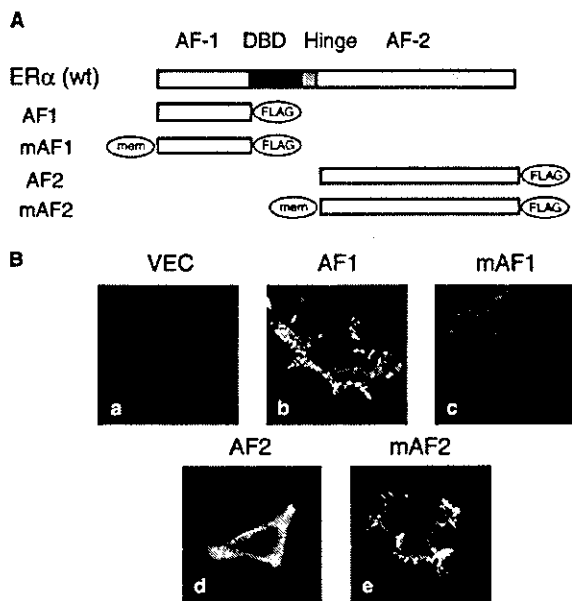 A
AF-1 DBD Hinge AF-2
ERα (wt)
AF1 FLAG
mAF1 mem FLAG
AF2 FLAG
mAF2 mem FLAG
B
VEC AF1 mAF1
a b c
AF2 mAF2
d e